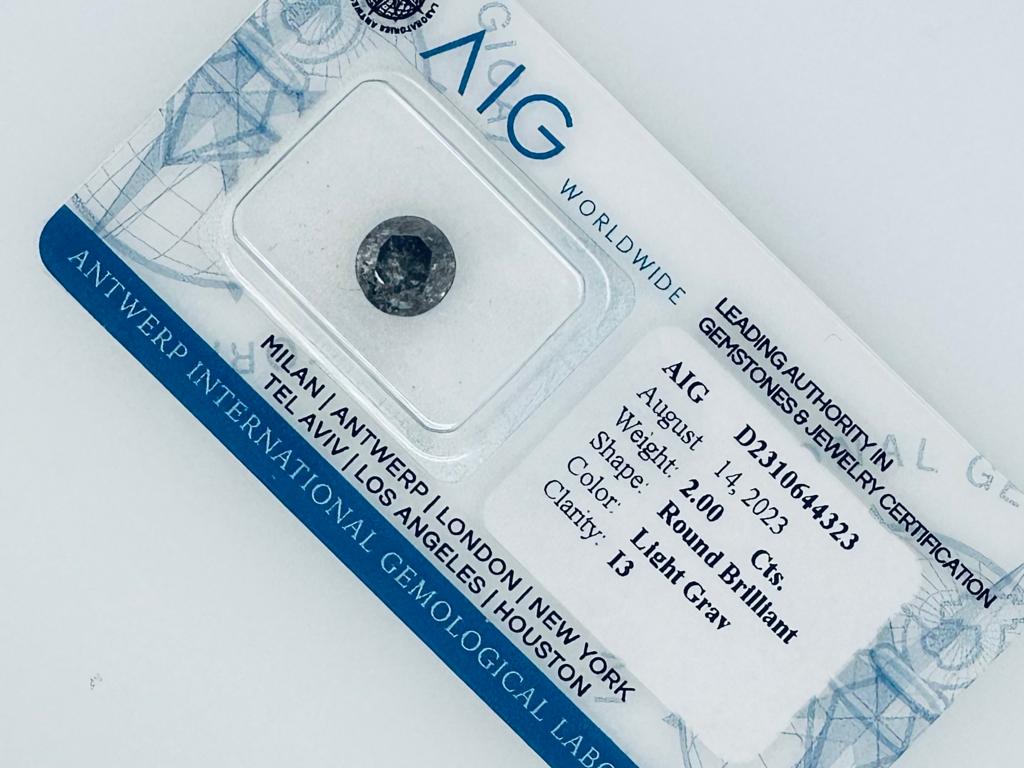 AIG
WORLDWIDE
LEADING AUTHORITY IN
GEMSTONES & JEWELRY CERTIFICATION
AIG D2310644323
August 14, 2023
Weight: 2.00 Cts.
Shape: Round Brilliant
Color: Light Gray
Clarity: I3
MILAN | ANTWERP | LONDON | NEW YORK
TEL AVIV | LOS ANGELES | HOUSTON
ANTWERP INTERNATIONAL GEMOLOGICAL LABO